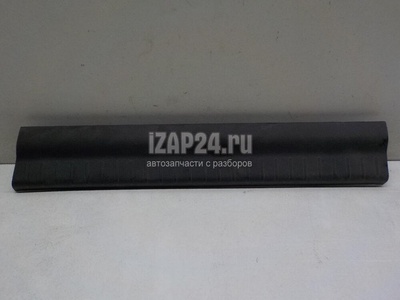 iZAP24.ru
автозапчасти с разборов